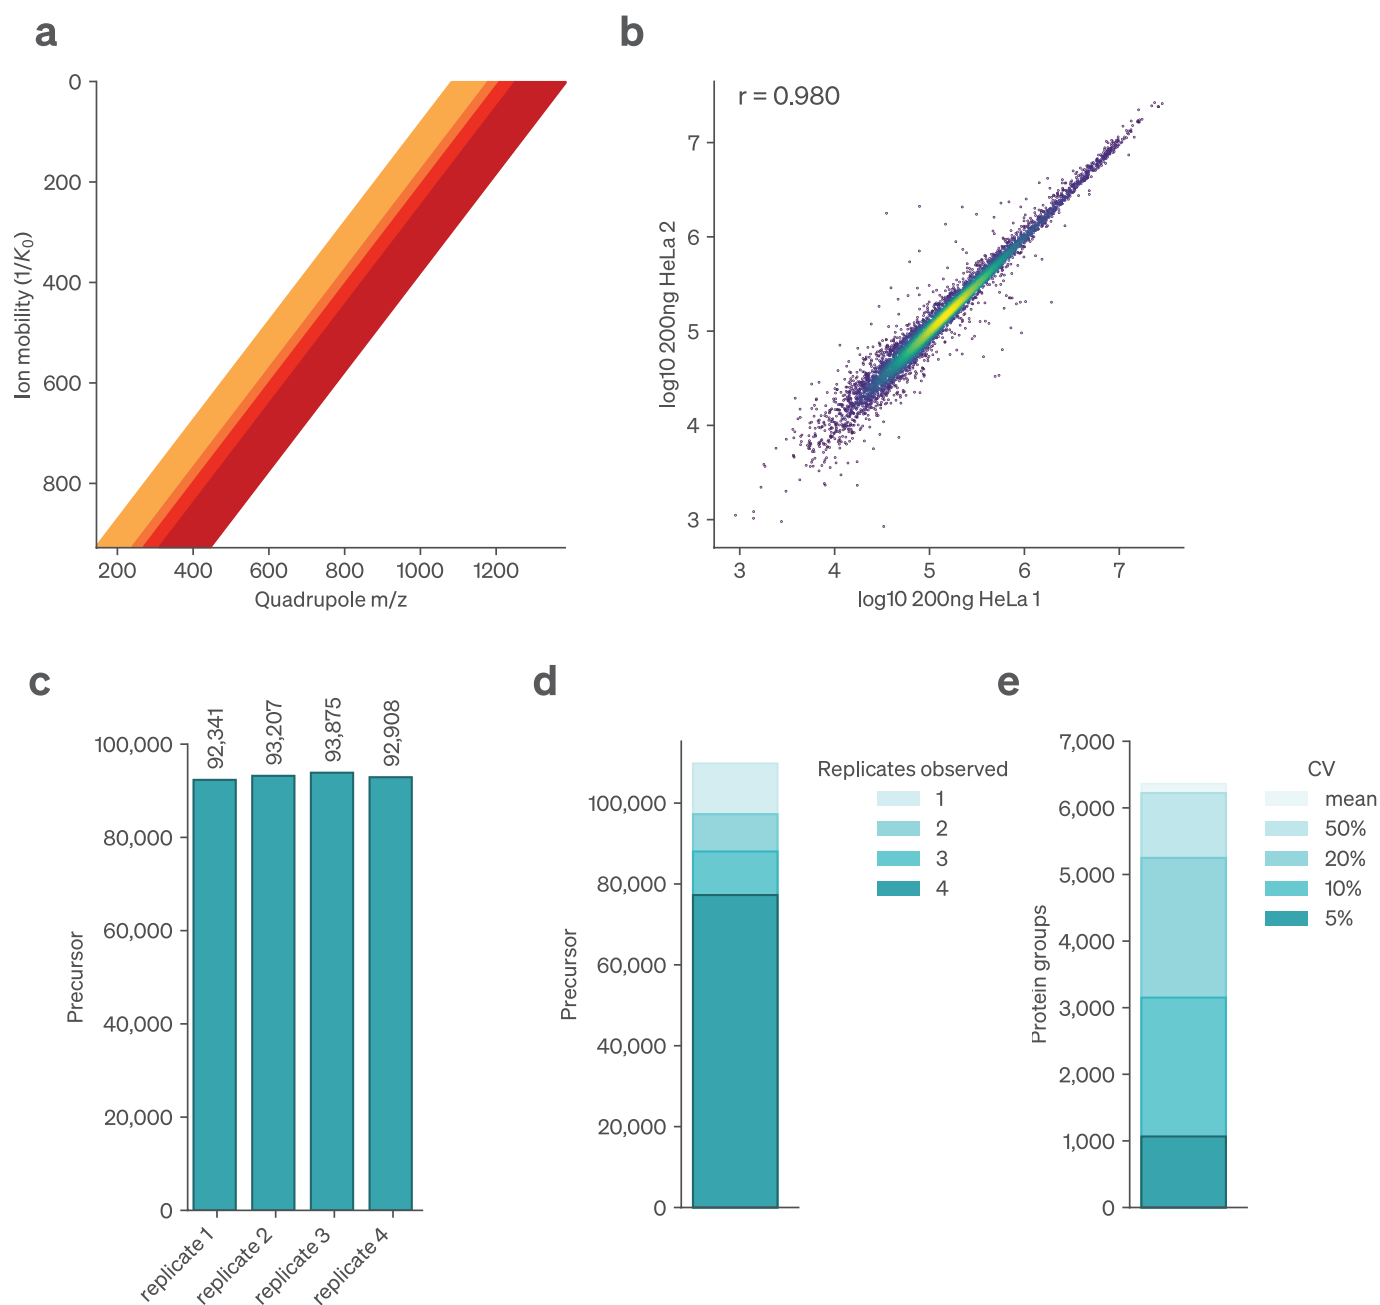 a
0
200
400
600
800
Ion mobility (1/K₀)
200
400
600
800
1000
1200
Quadrupole m/z
b
r = 0.980
7
6
5
4
3
log10 200ng HeLa 2
3
4
5
6
7
log10 200ng HeLa 1
c
92,341
93,207
93,875
92,908
100,000
80,000
60,000
40,000
20,000
0
Precursor
replicate 1
replicate 2
replicate 3
replicate 4
d
100,000
80,000
60,000
40,000
20,000
0
Precursor
Replicates observed
1
2
3
4
e
7,000
6,000
5,000
4,000
3,000
2,000
1,000
0
Protein groups
CV
mean
50%
20%
10%
5%